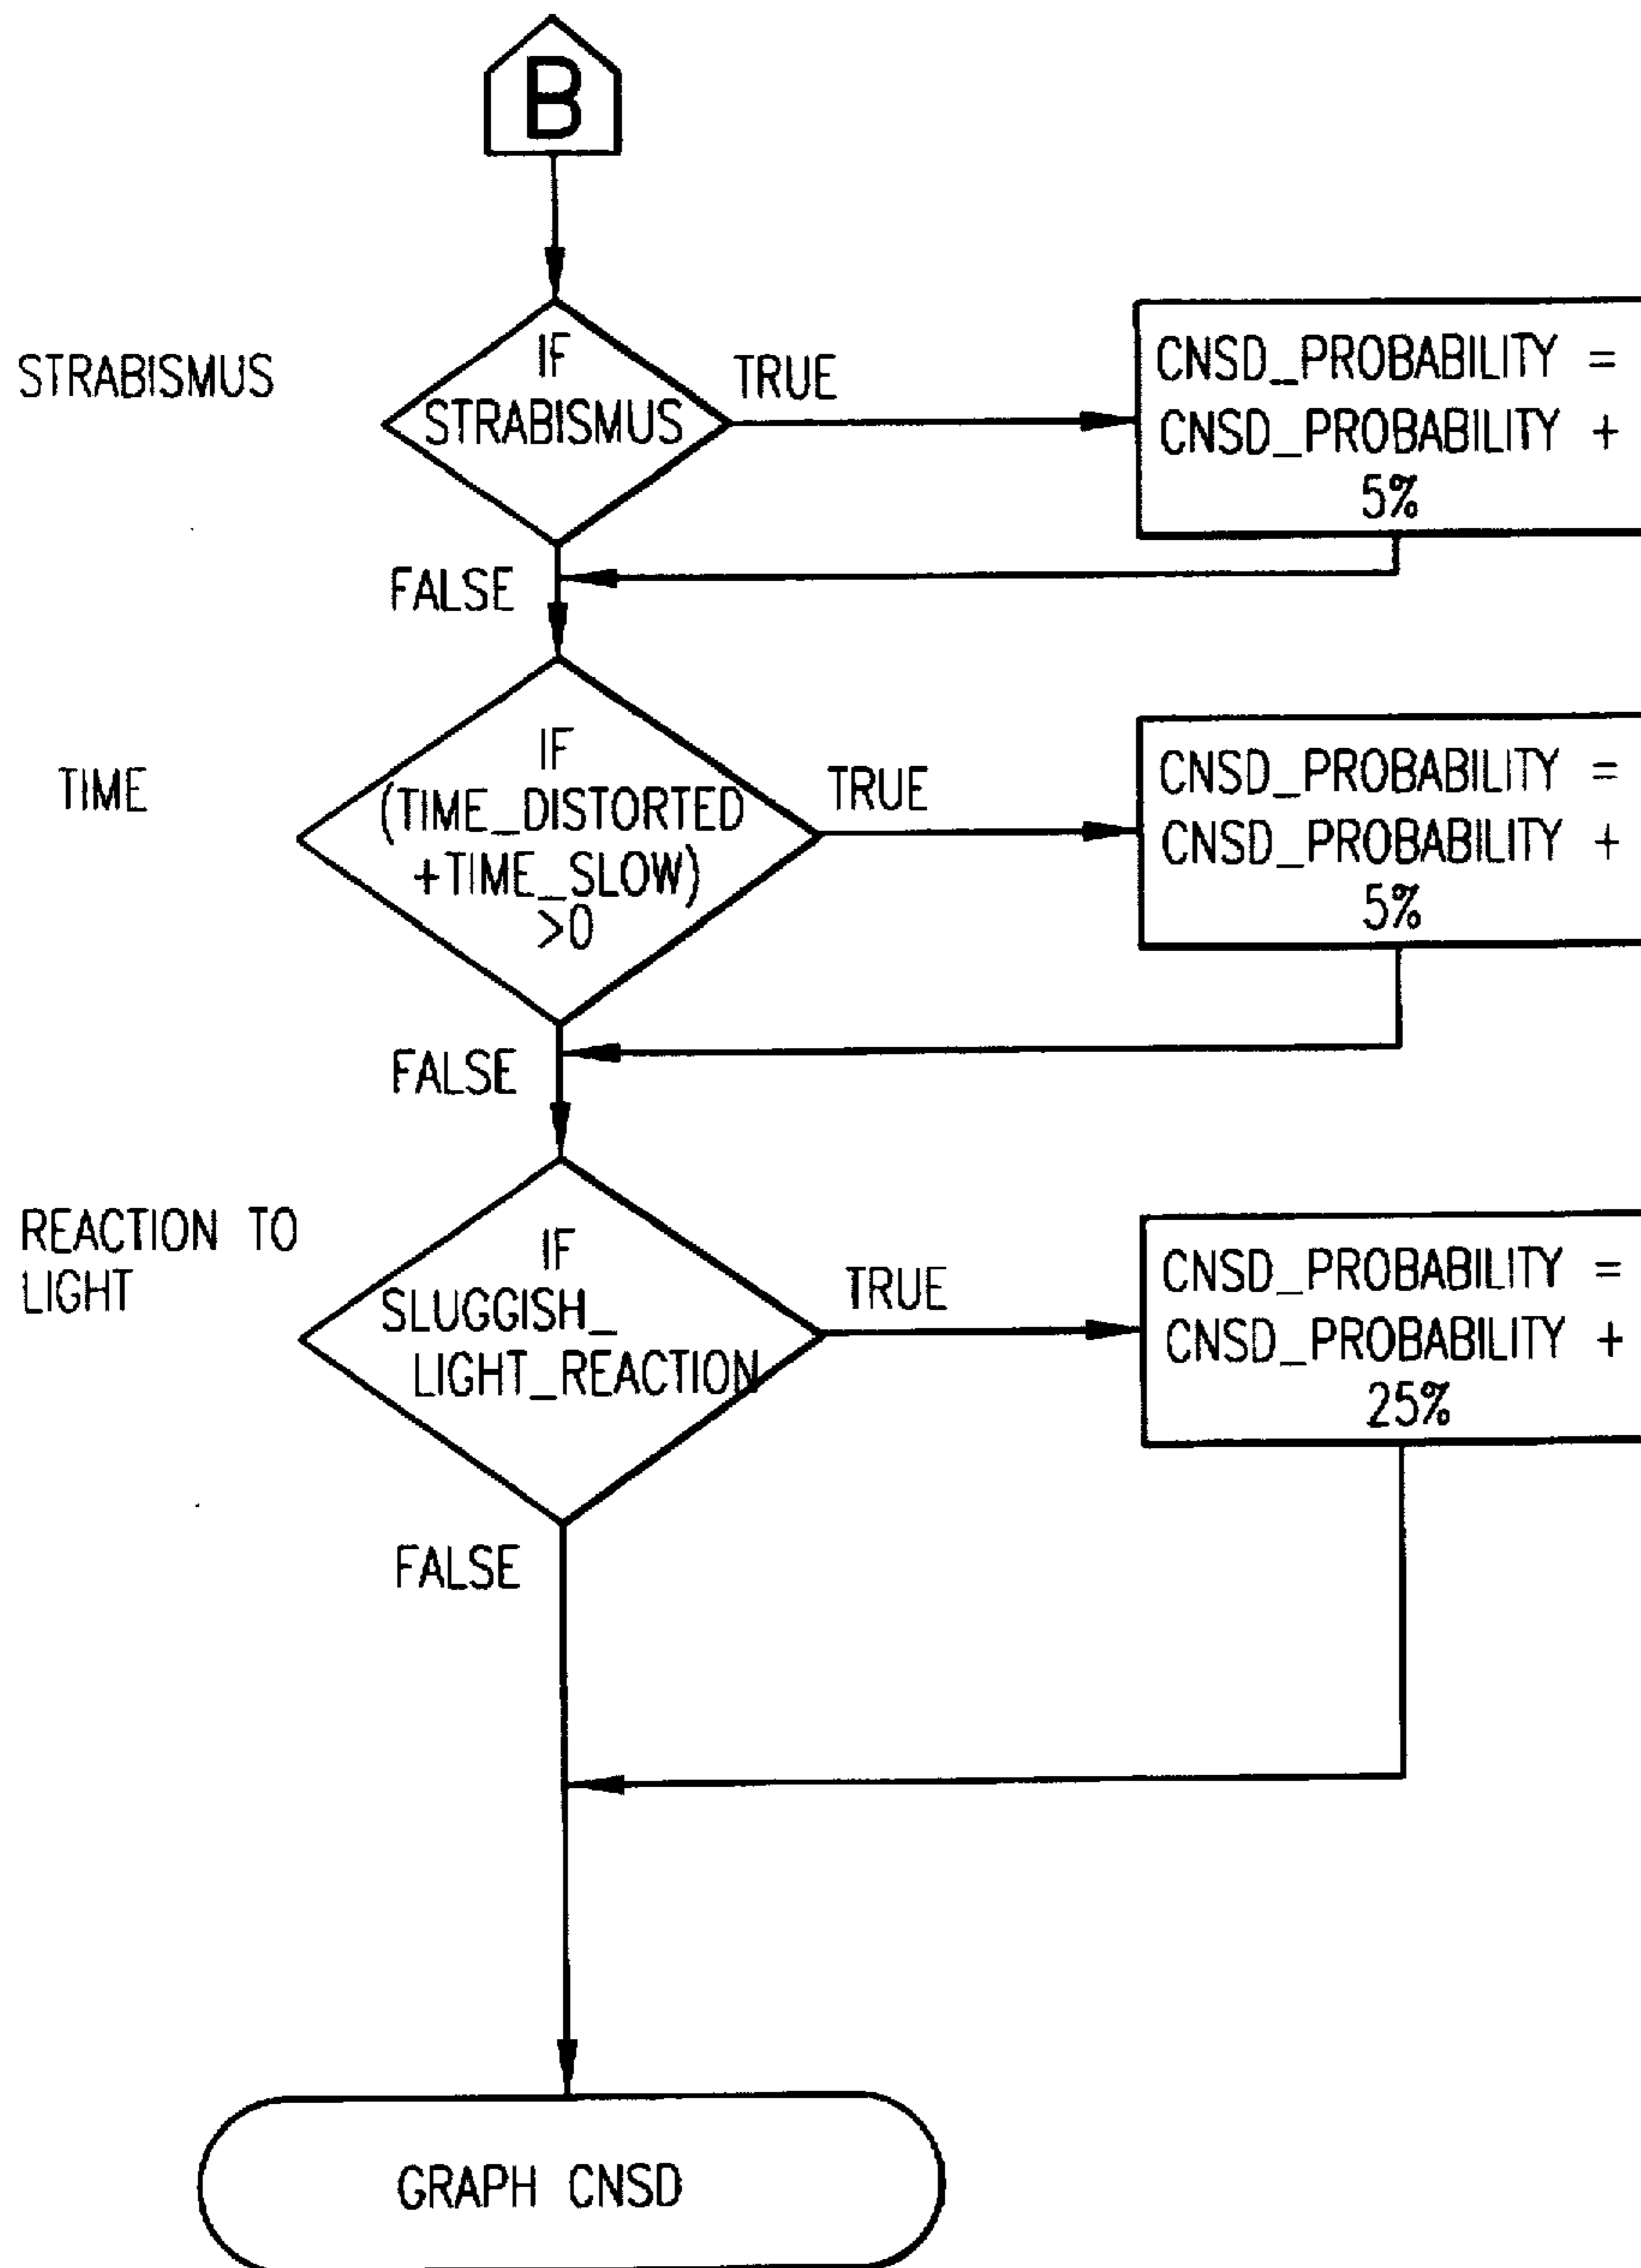 B
STRABISMUS
IF
STRABISMUS
TRUE
CNSD_PROBABILITY =
CNSD_PROBABILITY +
5%
FALSE
TIME
IF
(TIME_DISTORTED
+TIME_SLOW)
>0
TRUE
CNSD_PROBABILITY =
CNSD_PROBABILITY +
5%
FALSE
REACTION TO
LIGHT
IF
SLUGGISH_
LIGHT_REACTION
TRUE
CNSD_PROBABILITY =
CNSD_PROBABILITY +
25%
FALSE
GRAPH CNSD